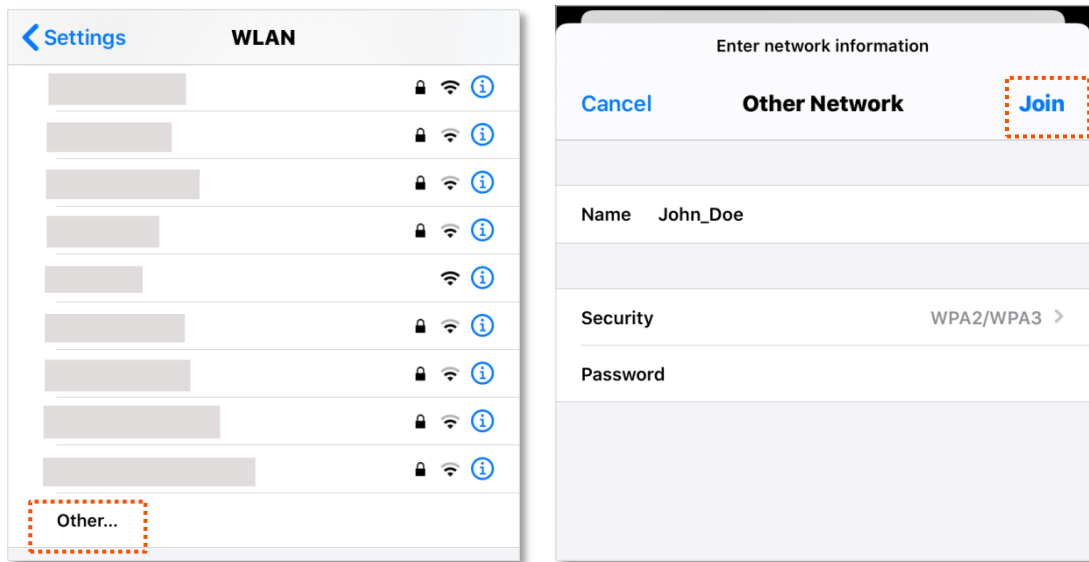 Settings
WLAN
Other...
Enter network information
Cancel
Other Network
Join
Name John_Doe
Security WPA2/WPA3
Password